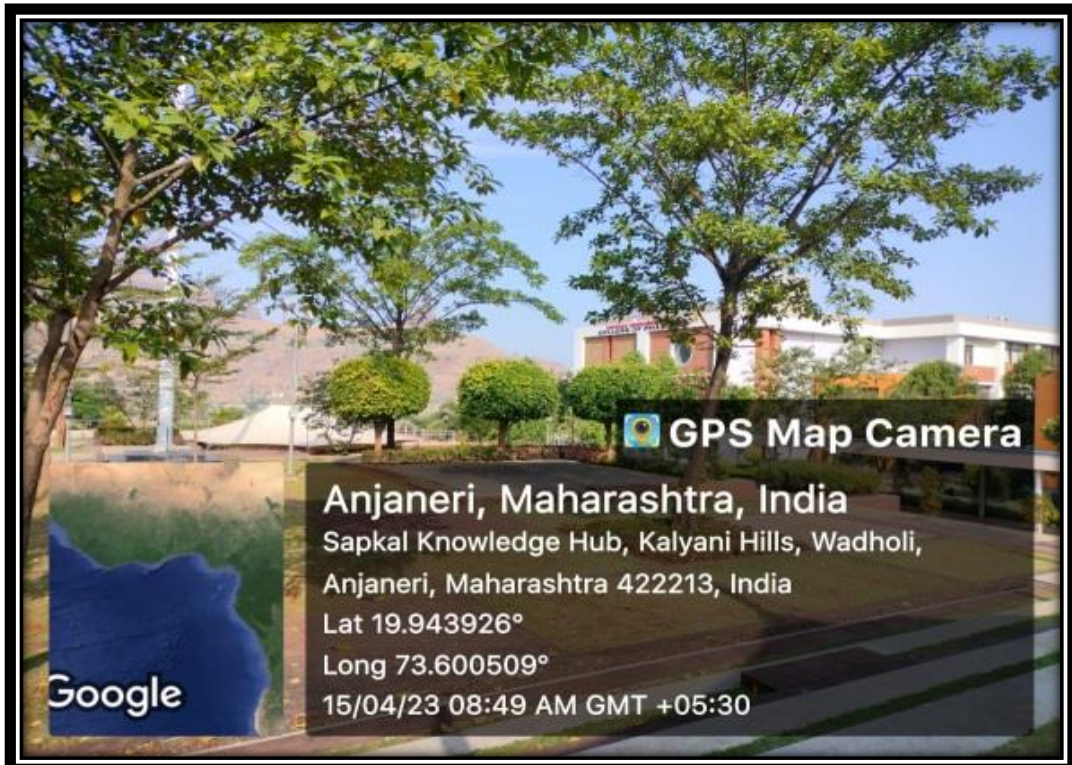 GPS Map Camera
Anjaneri, Maharashtra, India
Sapkal Knowledge Hub, Kalyani Hills, Wadholi,
Anjaneri, Maharashtra 422213, India
Lat 19.943926°
Long 73.600509°
15/04/23 08:49 AM GMT +05:30
Google